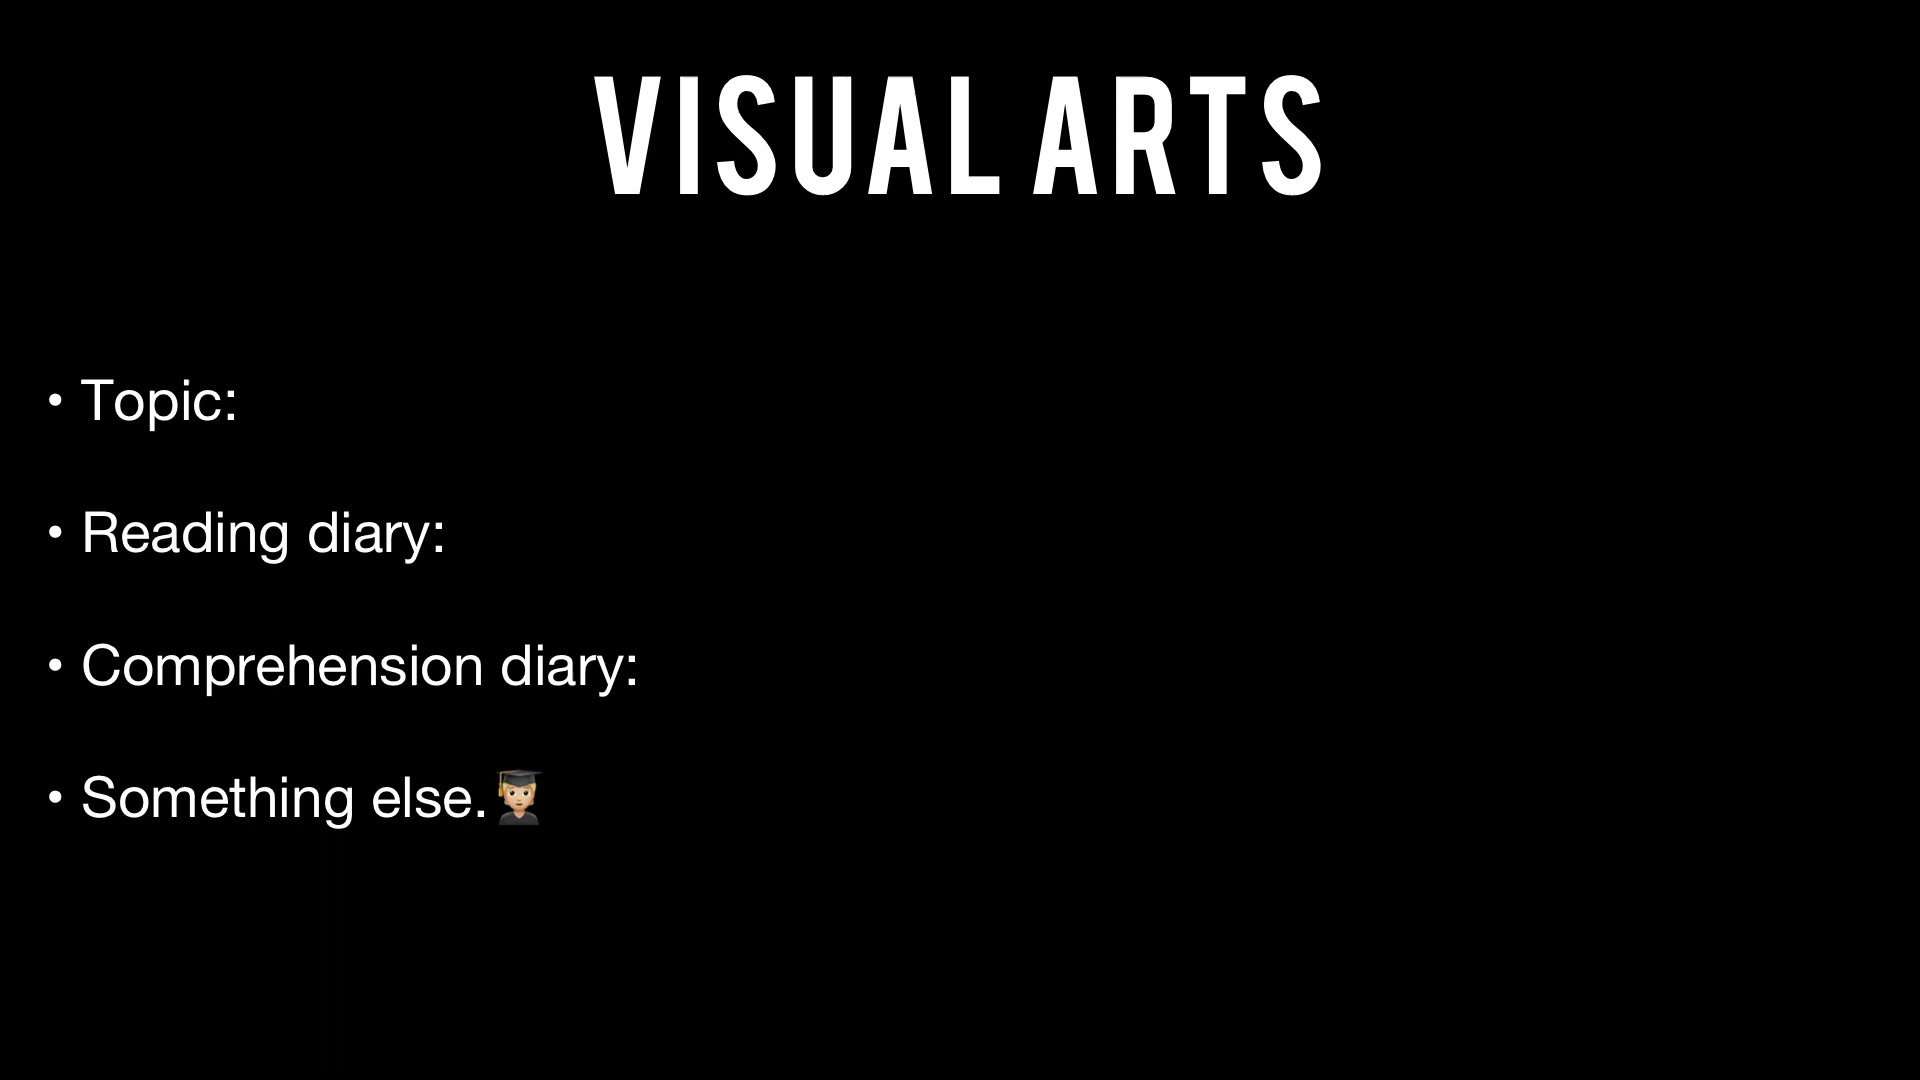 VISUAL ARTS
• Topic:
• Reading diary:
• Comprehension diary:
• Something else.🧑🏼‍🎓